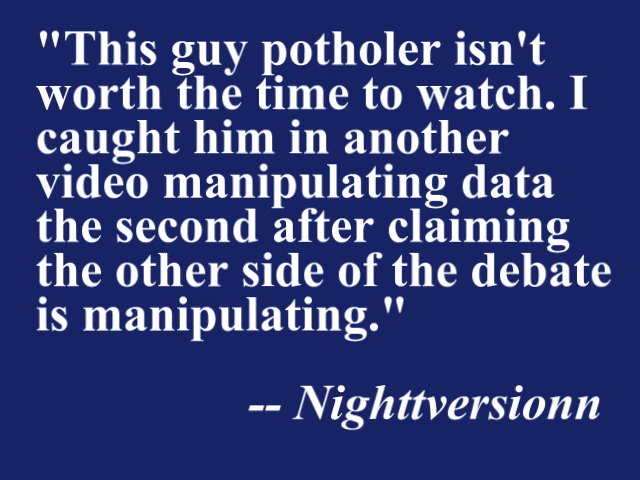 "This guy potholer isn't
worth the time to watch. I
caught him in another
video manipulating data
the second after claiming
the other side of the debate
is manipulating."
-- Nighttversionn